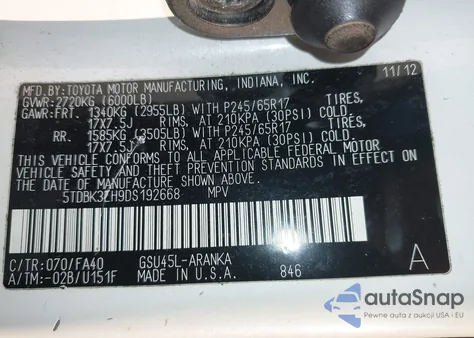 MFD.BY:TOYOTA MOTOR MANUFACTURING, INDIANA, INC. 11/12
GVWR:2720KG (6000LB)
GAWR:FRT. 1340KG (2955LB) WITH P245/65R17 TIRES,
17X7.5J RIMS, AT 210KPA (30PSI) COLD.
RR. 1585KG (3505LB) WITH P245/65R17 TIRES,
17X7.5J RIMS, AT 210KPA (30PSI) COLD.
THIS VEHICLE CONFORMS TO ALL APPLICABLE FEDERAL MOTOR
VEHICLE SAFETY AND THEFT PREVENTION STANDARDS IN EFFECT ON
THE DATE OF MANUFACTURE SHOWN ABOVE.
MPV
C/TR:070/FA40 GSU45L-ARANKA
A/TM:-02B/U151F MADE IN U.S.A. 846 A
autoSnap
Pewne auta z aukcji USA i EU